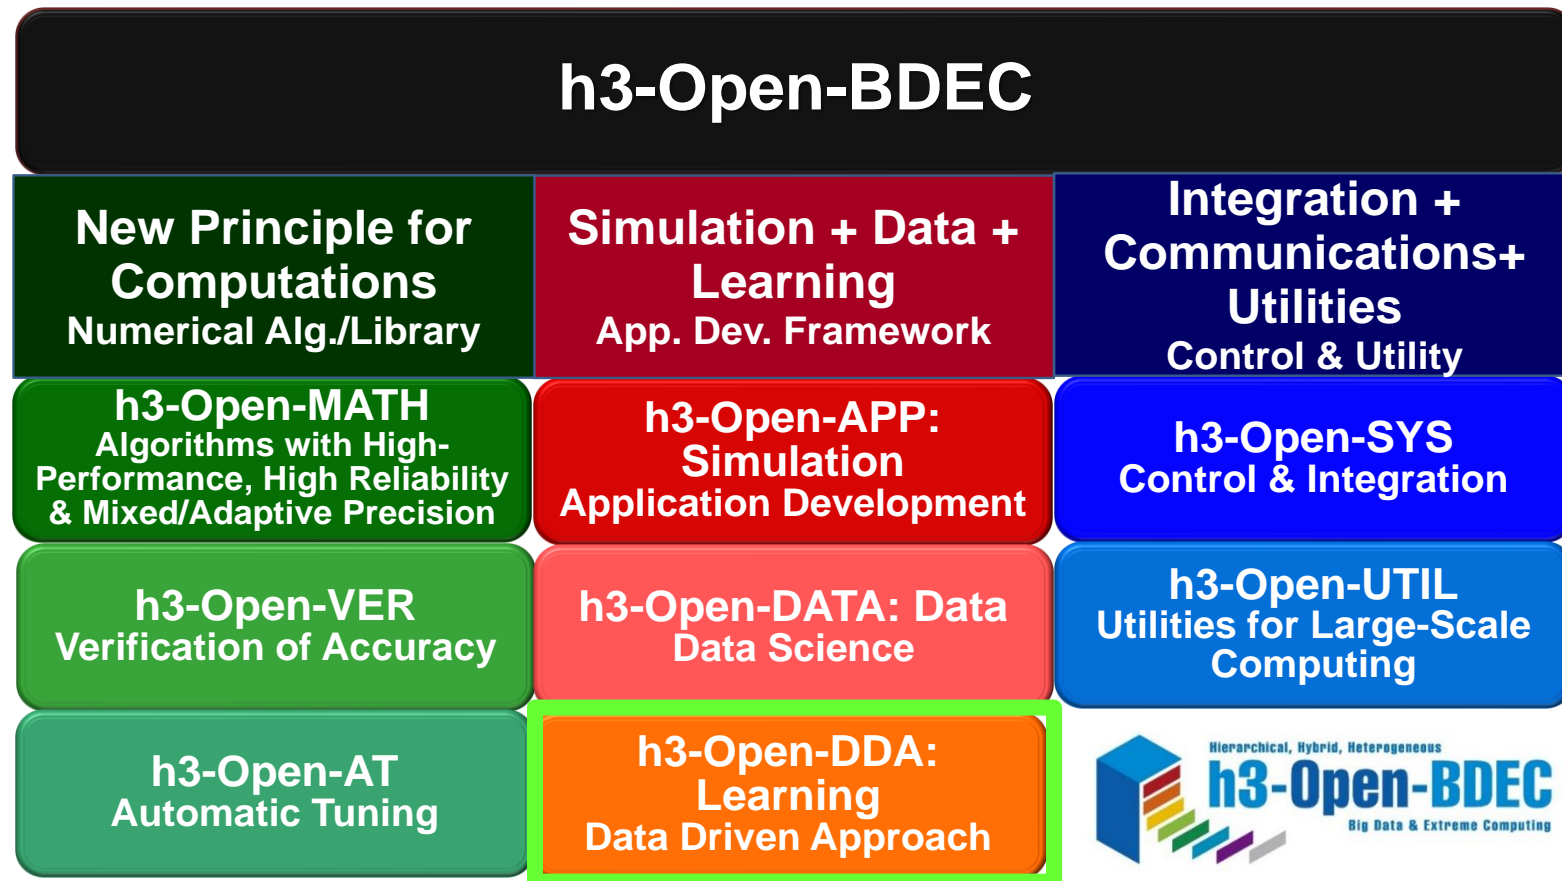 h3-Open-BDEC
New Principle for
Computations
Numerical Alg./Library
Simulation + Data +
Learning
App. Dev. Framework
Integration +
Communications+
Utilities
Control & Utility
h3-Open-MATH
Algorithms with High-
Performance, High Reliability
& Mixed/Adaptive Precision
h3-Open-APP:
Simulation
Application Development
h3-Open-SYS
Control & Integration
h3-Open-VER
Verification of Accuracy
h3-Open-DATA: Data
Data Science
h3-Open-UTIL
Utilities for Large-Scale
Computing
h3-Open-AT
Automatic Tuning
h3-Open-DDA:
Learning
Data Driven Approach
Hierarchical, Hybrid, Heterogeneous
h3-Open-BDEC
Big Data & Extreme Computing